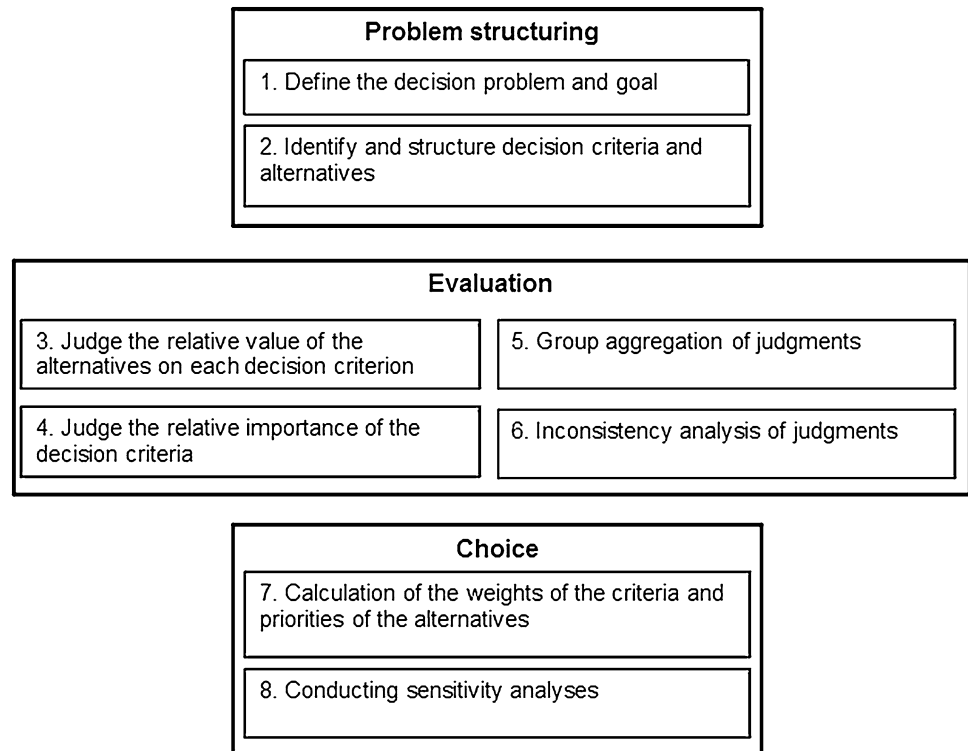 Problem structuring
1. Define the decision problem and goal
2. Identify and structure decision criteria and
alternatives
Evaluation
3. Judge the relative value of the
alternatives on each decision criterion
4. Judge the relative importance of the
decision criteria
5. Group aggregation of judgments
6. Inconsistency analysis of judgments
Choice
7. Calculation of the weights of the criteria and
priorities of the alternatives
8. Conducting sensitivity analyses